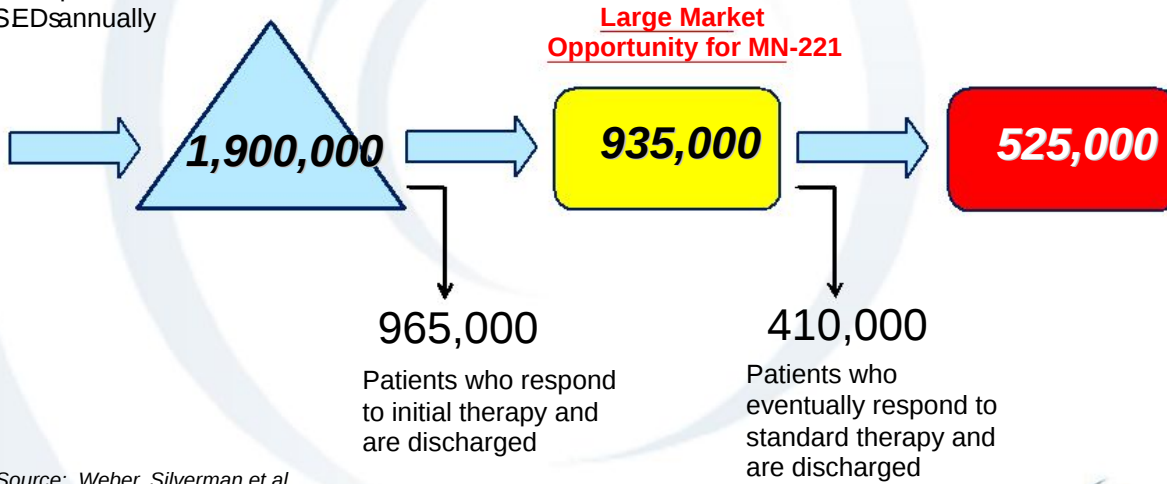 SEDsannually
Large Market
Opportunity for MN-221
1,900,000
935,000
525,000
965,000
410,000
Patients who respond
to initial therapy and
are discharged
Patients who
eventually respond to
standard therapy and
are discharged
Source: Weber, Silverman et al